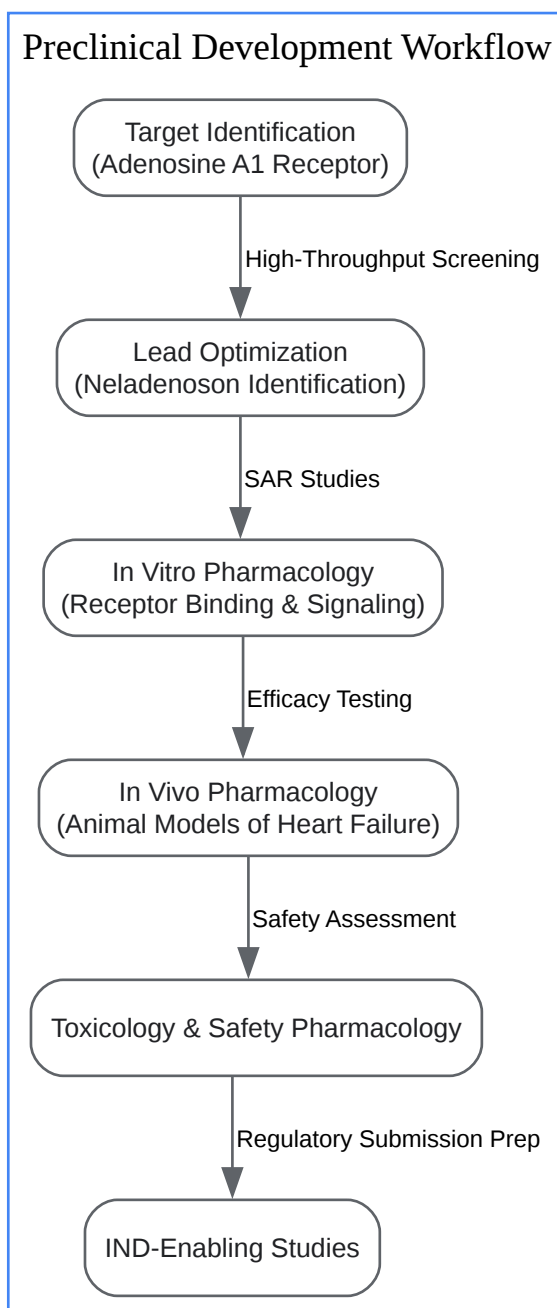 Preclinical Development Workflow
Target Identification
(Adenosine A1 Receptor)
High-Throughput Screening
Lead Optimization
(Neladenoson Identification)
SAR Studies
In Vitro Pharmacology
(Receptor Binding & Signaling)
Efficacy Testing
In Vivo Pharmacology
(Animal Models of Heart Failure)
Safety Assessment
Toxicology & Safety Pharmacology
Regulatory Submission Prep
IND-Enabling Studies